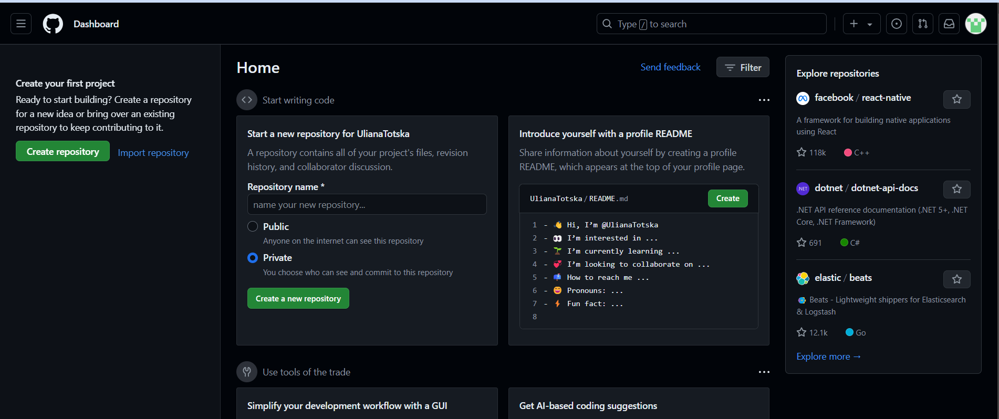 Dashboard
Type / to search
Create your first project
Ready to start building? Create a repository
for a new idea or bring over an existing
repository to keep contributing to it.
Create repository
Import repository
Home
Send feedback
Filter
Start writing code
Start a new repository for UlianaTotska
A repository contains all of your project's files, revision
history, and collaborator discussion.
Repository name *
name your new repository...
Public
Anyone on the internet can see this repository
Private
You choose who can see and commit to this repository
Create a new repository
Introduce yourself with a profile README
Share information about yourself by creating a profile
README, which appears at the top of your profile page.
UlianaTotska / README.md
Create
1 - 👋 Hi, I’m @UlianaTotska
2 - 👀 I’m interested in ...
3 - 🌱 I’m currently learning ...
4 - 💞️ I’m looking to collaborate on ...
5 - 📫 How to reach me ...
6 - 😄 Pronouns: ...
7 - ⚡ Fun fact: ...
8
Use tools of the trade
Simplify your development workflow with a GUI
Get AI-based coding suggestions
Explore repositories
facebook / react-native
A framework for building native applications
using React
118k
C++
.NET
dotnet / dotnet-api-docs
.NET API reference documentation (.NET 5+, .NET
Core, .NET Framework)
691
C#
elastic / beats
Beats - Lightweight shippers for Elasticsearch
& Logstash
12.1k
Go
Explore more →